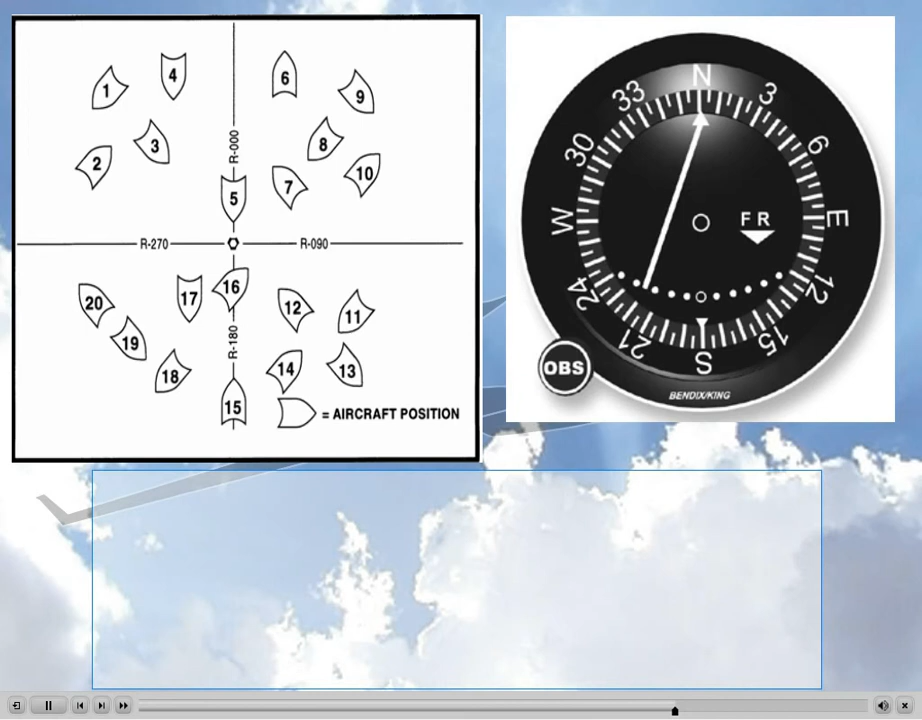 1
4
6
9
R-000
2
3
8
7
10
5
R-270
R-090
20
17
16
12
11
19
R-180
18
14
13
15
= AIRCRAFT POSITION
N
3
6
E
12
15
S
21
24
W
30
33
FR
OBS
BENDIX/KING